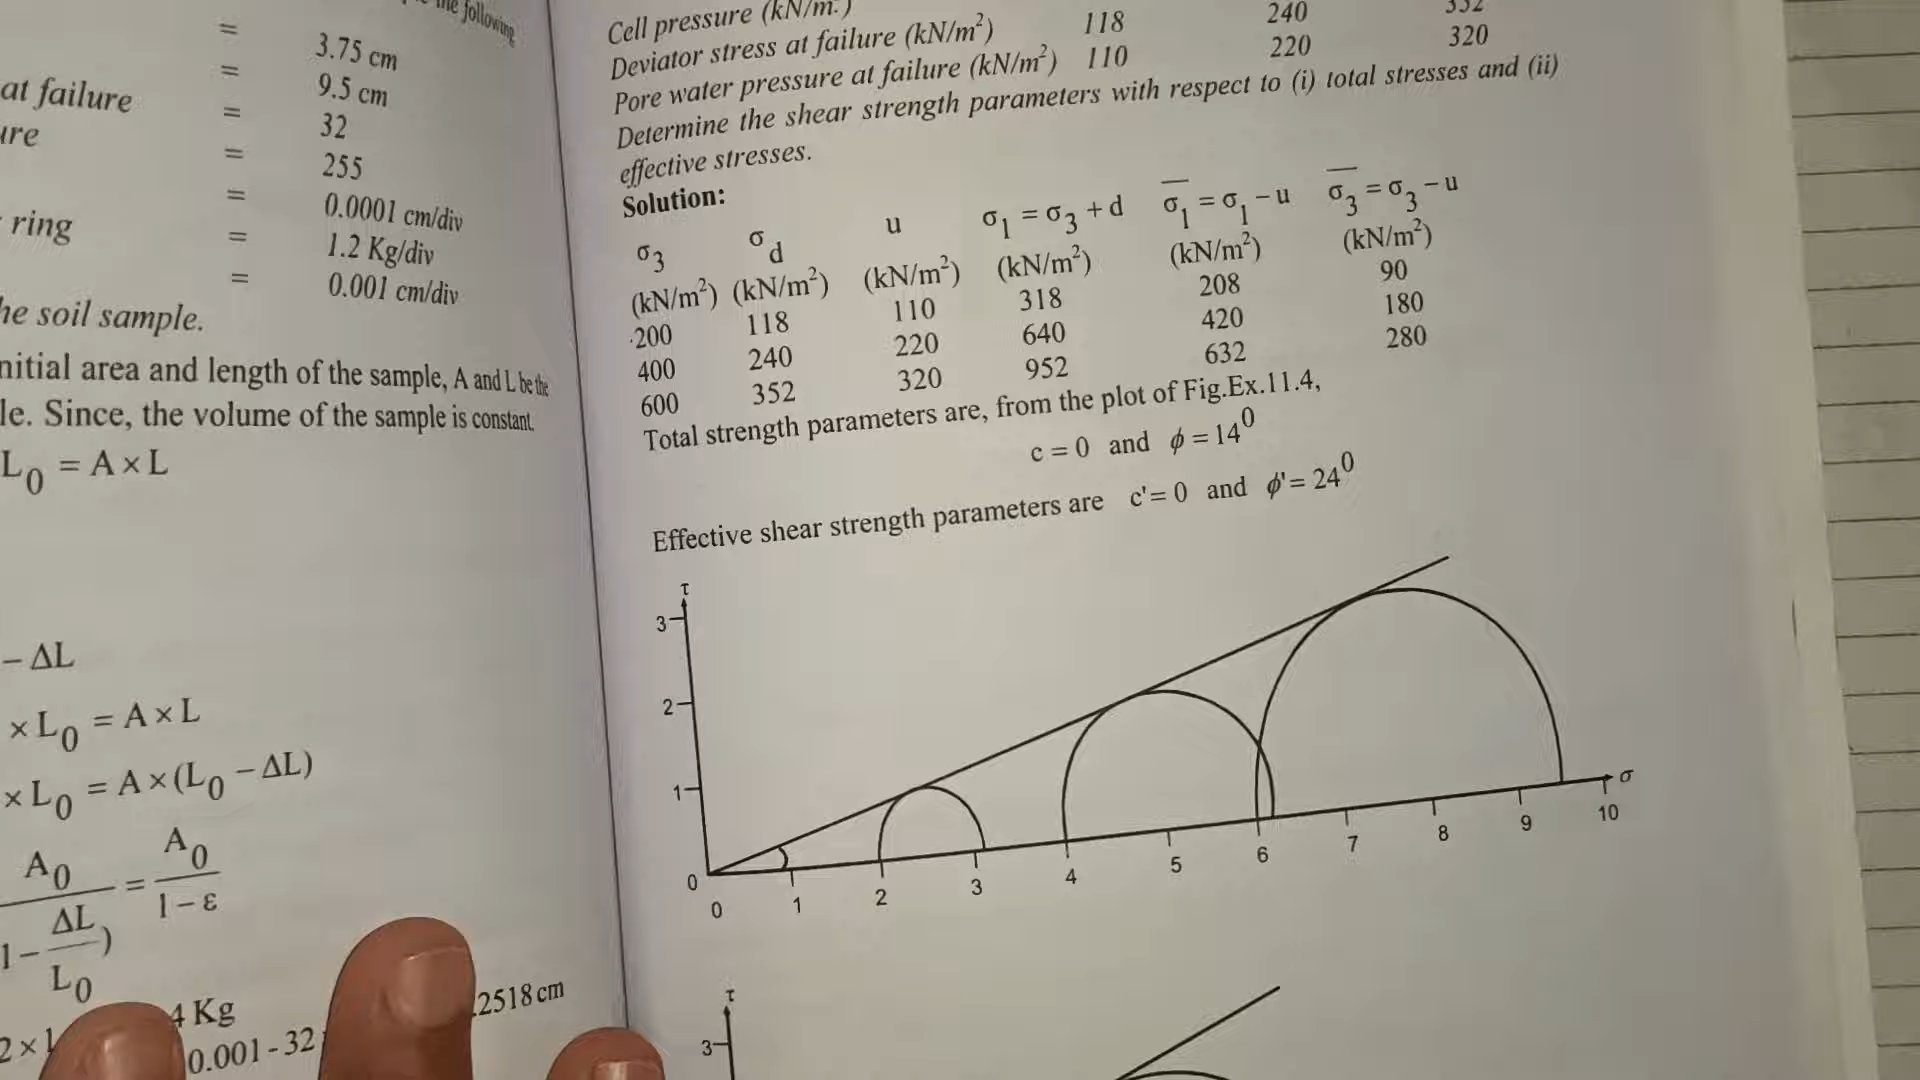 the following
= 3.75 cm
= 9.5 cm
at failure = 32
= 255
= 0.0001 cm/div
ring = 1.2 Kg/div
= 0.001 cm/div
soil sample.
area and length of the sample, A and L be the
Since, the volume of the sample is constant.
L0 = A × L
– ΔL
× L0 = A × L
× L0 = A × (L0 – ΔL)
A0 = A0
1 – ΔL/L0 ) 1 – ε
4 Kg
0.001 - 32 .2518 cm
Cell pressure (kN/m²)
Deviator stress at failure (kN/m²) 118 240 352
Pore water pressure at failure (kN/m²) 110 220 320
Determine the shear strength parameters with respect to (i) total stresses and (ii)
effective stresses.
Solution:
σ3 σd u σ1 = σ3 + d σ̅1 = σ1 – u σ̅3 = σ3 – u
(kN/m²) (kN/m²) (kN/m²) (kN/m²) (kN/m²) (kN/m²)
200 118 110 318 208 90
400 240 220 640 420 180
600 352 320 952 632 280
Total strength parameters are, from the plot of Fig.Ex.11.4,
c = 0 and ϕ = 14⁰
Effective shear strength parameters are c' = 0 and ϕ' = 24⁰
τ
3
2
1
0
0 1 2 3 4 5 6 7 8 9 10 σ
τ
3